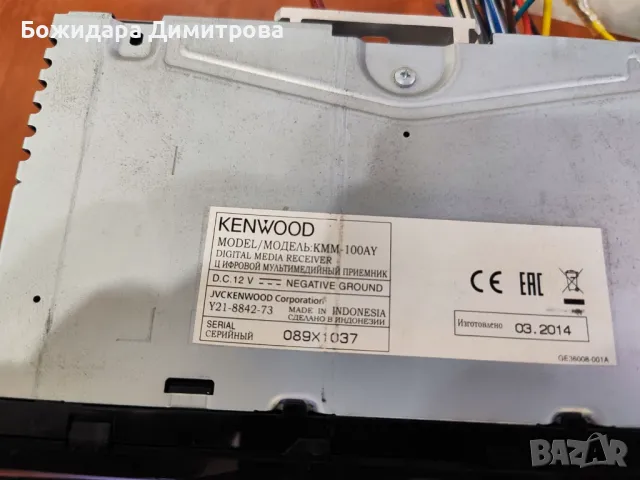 Божидара Димитрова
KENWOOD
MODEL/МОДЕЛЬ:KMM-100AY
DIGITAL MEDIA RECEIVER
ЦИФРОВОЙ МУЛЬТИМЕДИЙНЫЙ ПРИЕМНИК
D.C.12 V NEGATIVE GROUND
JVCKENWOOD Corporation
Y21-8842-73 MADE IN INDONESIA
СДЕЛАНО В ИНДОНЕЗИИ
SERIAL
СЕРИЙНЫЙ 089X1037
CE EAC
Изготовлено 03.2014
GE36008-001A
BAZAR